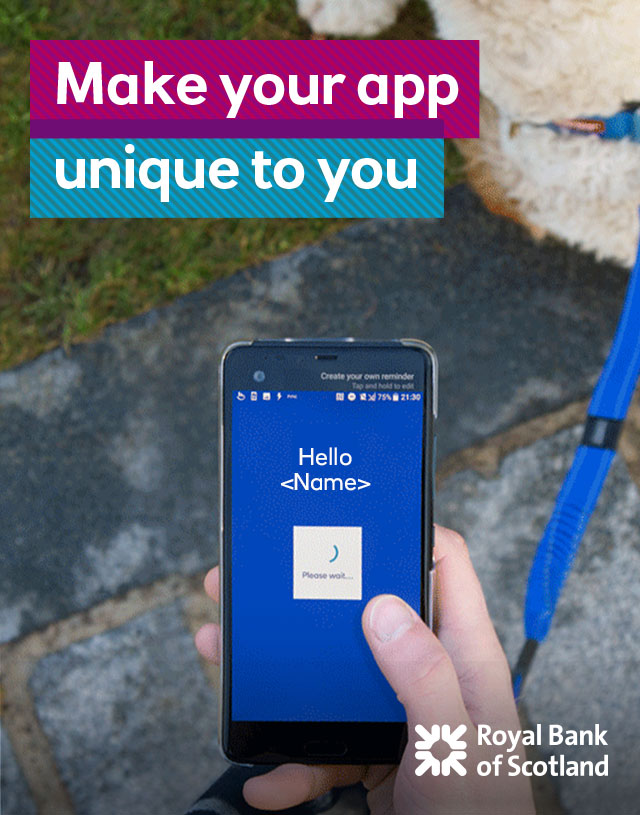 Make your app
unique to you
Create your own reminder
Tap and hold to edit
75% 21:30
Hello
<Name>
Please wait....
Royal Bank
of Scotland